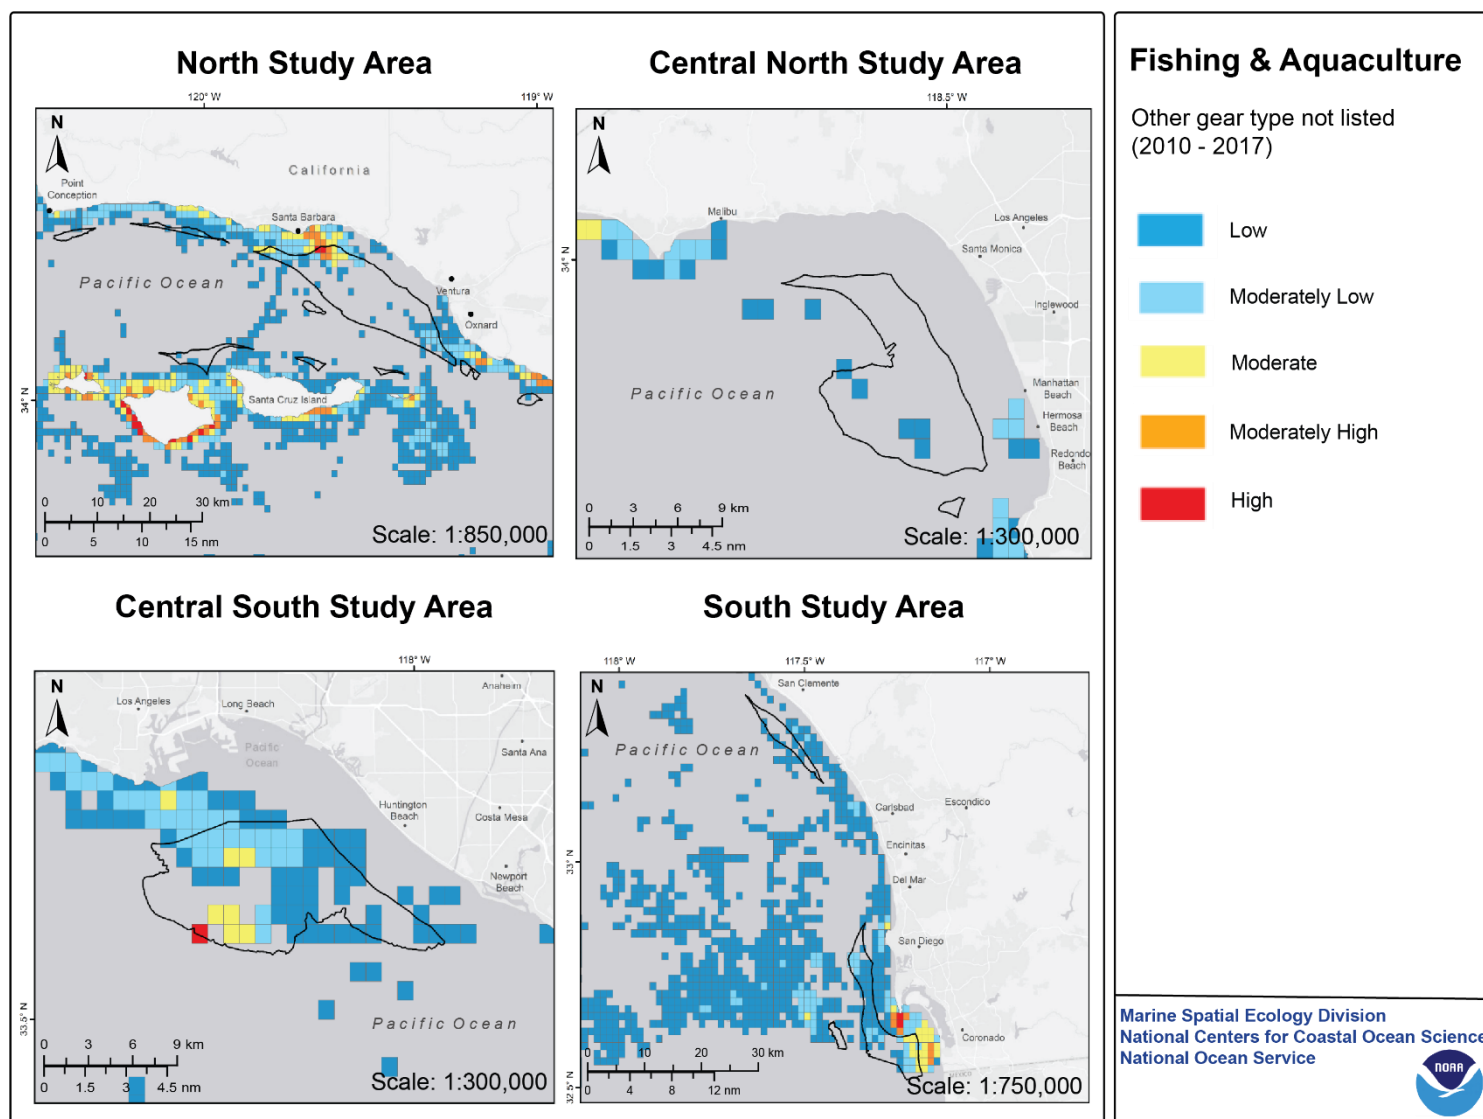 North Study Area
120° W
119° W
N
California
Point
Conception
Santa Barbara
Pacific Ocean
Ventura
Oxnard
34° N
Santa Cruz Island
0 10 20 30 km
0 5 10 15 nm
Scale: 1:850,000
Central North Study Area
118.5° W
N
Malibu
Los Angeles
Santa Monica
34° N
Inglewood
Pacific Ocean
Manhattan
Beach
Hermosa
Beach
Redondo
Beach
0 3 6 9 km
0 1.5 3 4.5 nm
Scale: 1:300,000
Central South Study Area
118° W
N
Anaheim
Los Angeles
Long Beach
Pacific
Ocean
Santa Ana
Huntington
Beach
Costa Mesa
Newport
Beach
33.5° N
Pacific Ocean
0 3 6 9 km
0 1.5 3 4.5 nm
Scale: 1:300,000
South Study Area
118° W
117.5° W
117° W
N
San Clemente
Pacific Ocean
Carlsbad
Escondido
Encinitas
33° N
Del Mar
San Diego
Coronado
0 10 20 30 km
0 4 8 12 nm
32.5° N
Scale: 1:750,000
Fishing & Aquaculture
Other gear type not listed
(2010 - 2017)
Low
Moderately Low
Moderate
Moderately High
High
Marine Spatial Ecology Division
National Centers for Coastal Ocean Science
National Ocean Service
NOAA